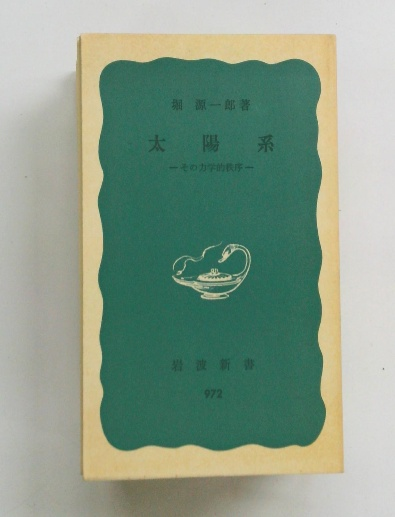 堀 源一郎著
太陽系
—その力学的秩序—
岩波新書
972